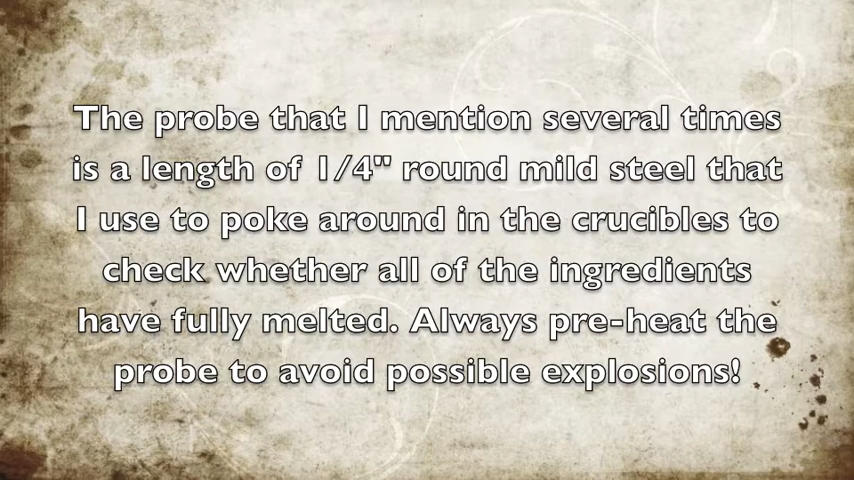 The probe that I mention several times
is a length of 1/4" round mild steel that
I use to poke around in the crucibles to
check whether all of the ingredients
have fully melted. Always pre-heat the
probe to avoid possible explosions!